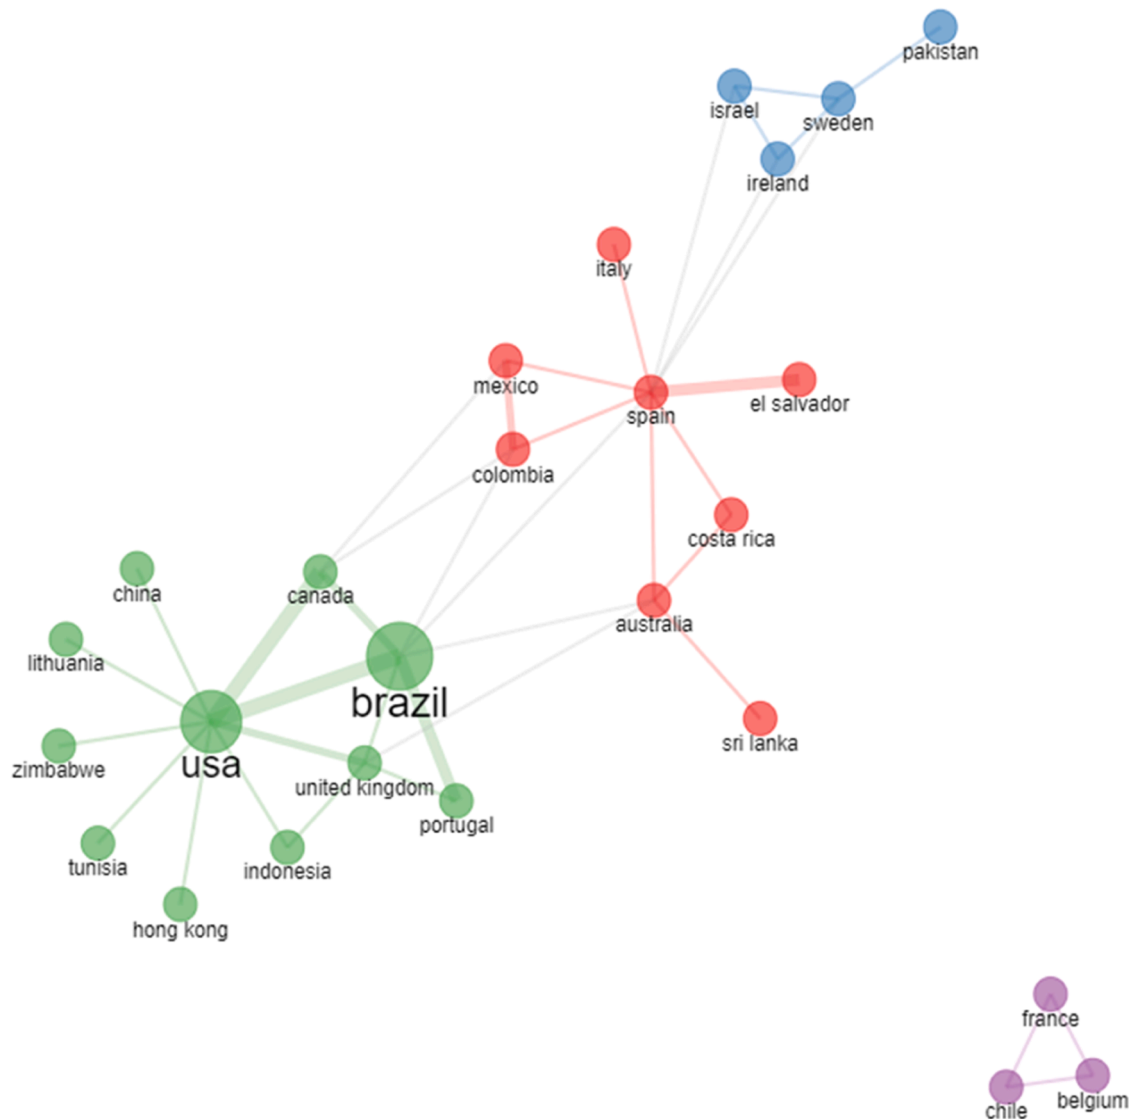 pakistan
israel
sweden
ireland
italy
mexico
spain
el salvador
colombia
costa rica
china
canada
australia
lithuania
brazil
sri lanka
zimbabwe
usa
united kingdom
portugal
tunisia
indonesia
hong kong
france
chile
belgium